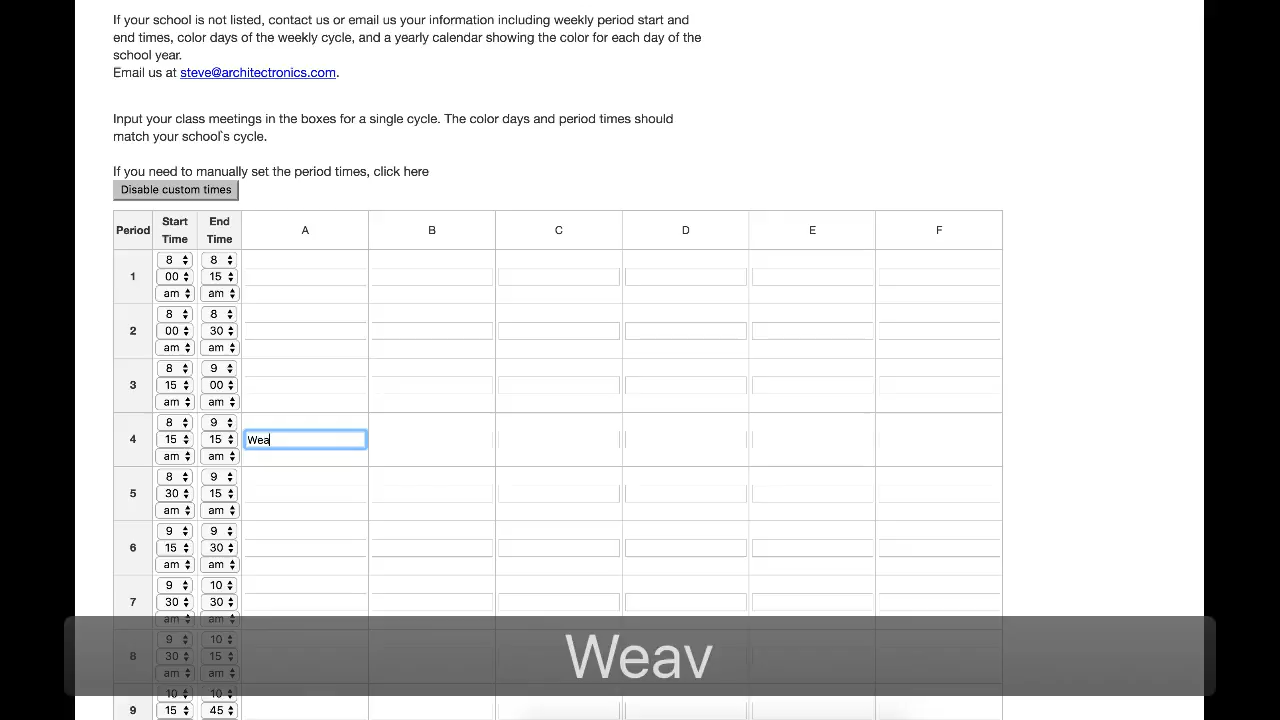 If your school is not listed, contact us or email us your information including weekly period start and
end times, color days of the weekly cycle, and a yearly calendar showing the color for each day of the
school year.
Email us at steve@architectronics.com.
Input your class meetings in the boxes for a single cycle. The color days and period times should
match your school`s cycle.
If you need to manually set the period times, click here
Disable custom times
Period Start Time End Time A B C D E F
8 8
1 00 15
am am
8 8
2 00 30
am am
8 9
3 15 00
am am
8 9
4 15 15 Wea
am am
8 9
5 30 15
am am
9 9
6 15 30
am am
9 10
7 30 30
am am
9 10
8 30 15
am am
10 10
9 15 45
Weav